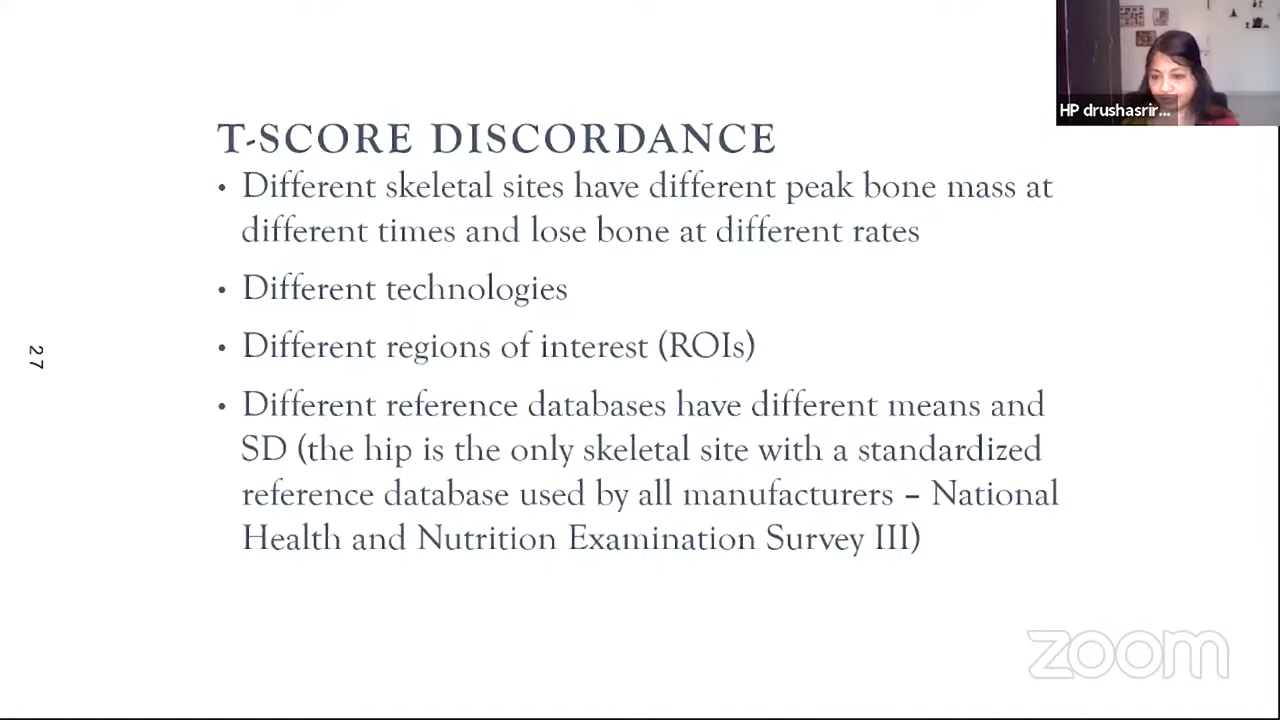 HP drushasrir...
T-SCORE DISCORDANCE
• Different skeletal sites have different peak bone mass at
different times and lose bone at different rates
• Different technologies
• Different regions of interest (ROIs)
• Different reference databases have different means and
SD (the hip is the only skeletal site with a standardized
reference database used by all manufacturers – National
Health and Nutrition Examination Survey III)
27
zoom